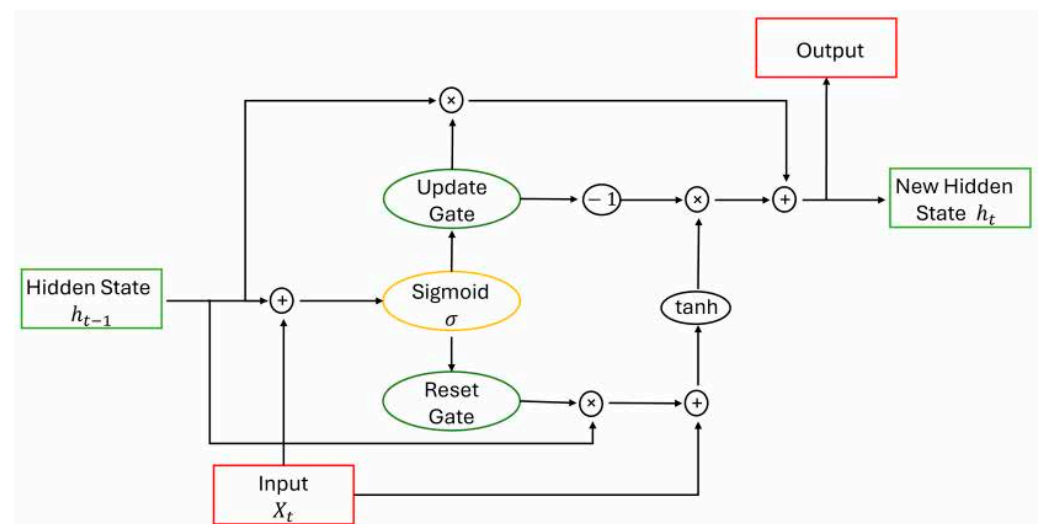 Output
×
Update
Gate
− 1
×
+
New Hidden
State h_t
Hidden State
h_{t−1}
+
Sigmoid
σ
tanh
Reset
Gate
×
+
Input
X_t